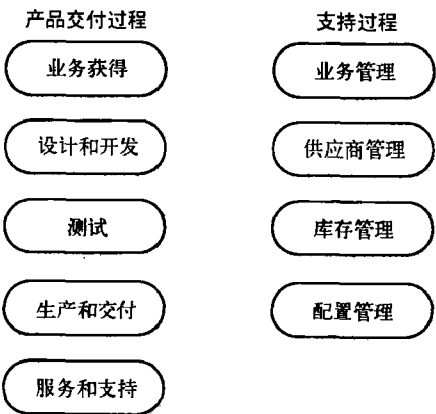 产品交付过程
支持过程
业务获得
业务管理
设计和开发
供应商管理
测试
库存管理
生产和交付
配置管理
服务和支持